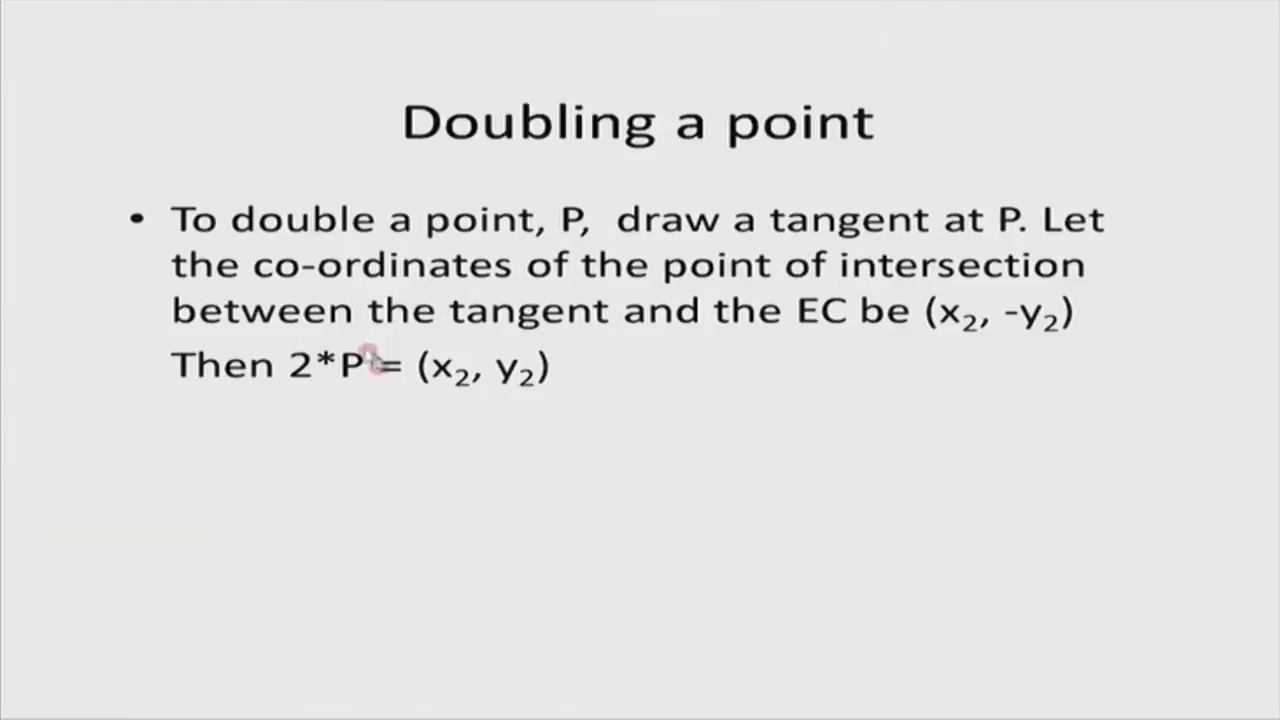 Doubling a point
• To double a point, P, draw a tangent at P. Let
the co-ordinates of the point of intersection
between the tangent and the EC be (x₂, -y₂)
Then 2*P = (x₂, y₂)